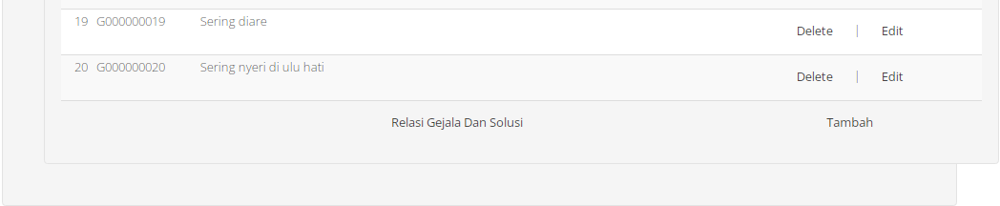 19 G000000019 Sering diare Delete | Edit
20 G000000020 Sering nyeri di ulu hati Delete | Edit
Relasi Gejala Dan Solusi Tambah